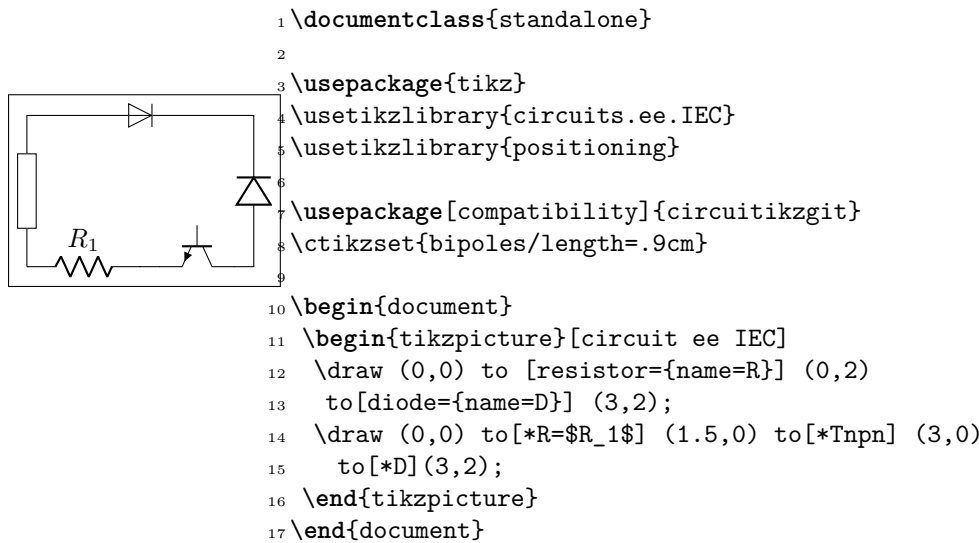 R_1
1 \documentclass{standalone}
2
3 \usepackage{tikz}
4 \usetikzlibrary{circuits.ee.IEC}
5 \usetikzlibrary{positioning}
6
7 \usepackage[compatibility]{circuitikzgit}
8 \ctikzset{bipoles/length=.9cm}
9
10 \begin{document}
11 \begin{tikzpicture}[circuit ee IEC]
12 \draw (0,0) to [resistor={name=R}] (0,2)
13 to[diode={name=D}] (3,2);
14 \draw (0,0) to[*R=$R_1$] (1.5,0) to[*Tnpn] (3,0)
15 to[*D](3,2);
16 \end{tikzpicture}
17 \end{document}